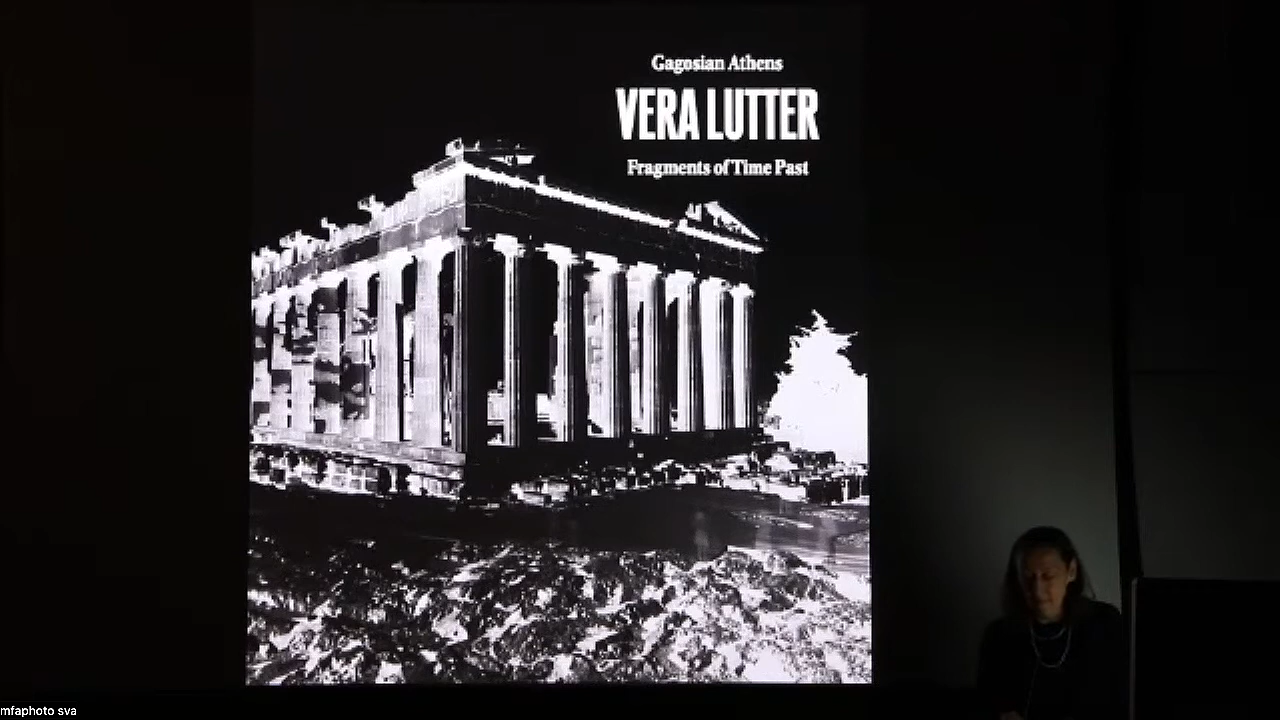 Gagosian Athens
VERA LUTTER
Fragments of Time Past
mfaphoto sva